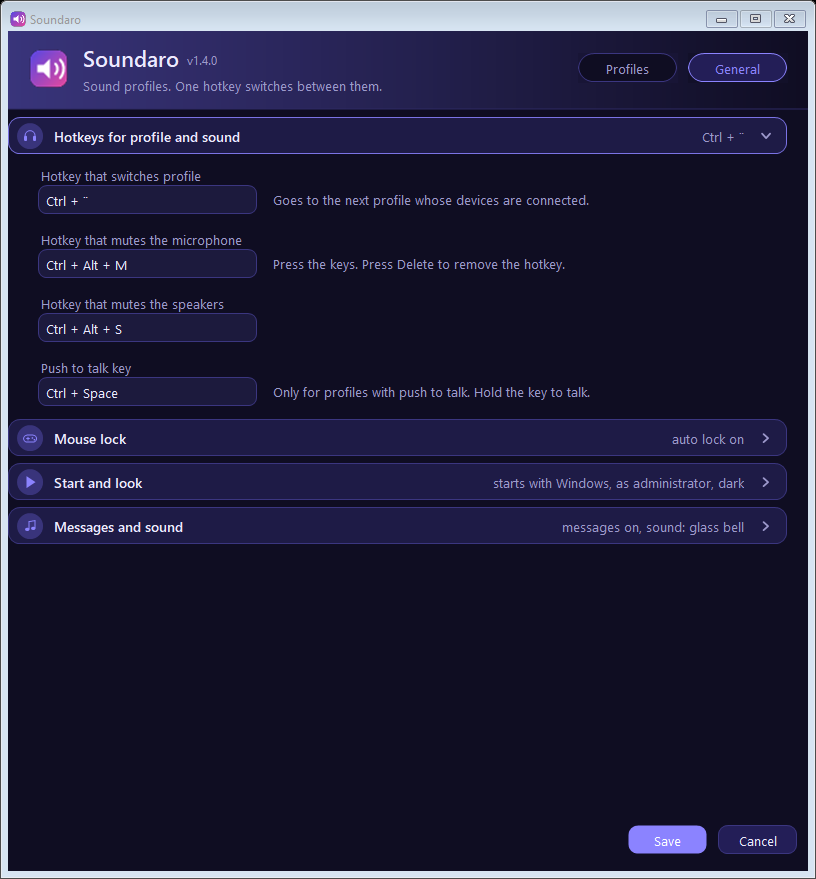 Soundaro
Soundaro v1.4.0
Sound profiles. One hotkey switches between them.
Profiles
General
Hotkeys for profile and sound
Ctrl + ¨
Hotkey that switches profile
Ctrl + ¨
Goes to the next profile whose devices are connected.
Hotkey that mutes the microphone
Ctrl + Alt + M
Press the keys. Press Delete to remove the hotkey.
Hotkey that mutes the speakers
Ctrl + Alt + S
Push to talk key
Ctrl + Space
Only for profiles with push to talk. Hold the key to talk.
Mouse lock
auto lock on
Start and look
starts with Windows, as administrator, dark
Messages and sound
messages on, sound: glass bell
Save
Cancel